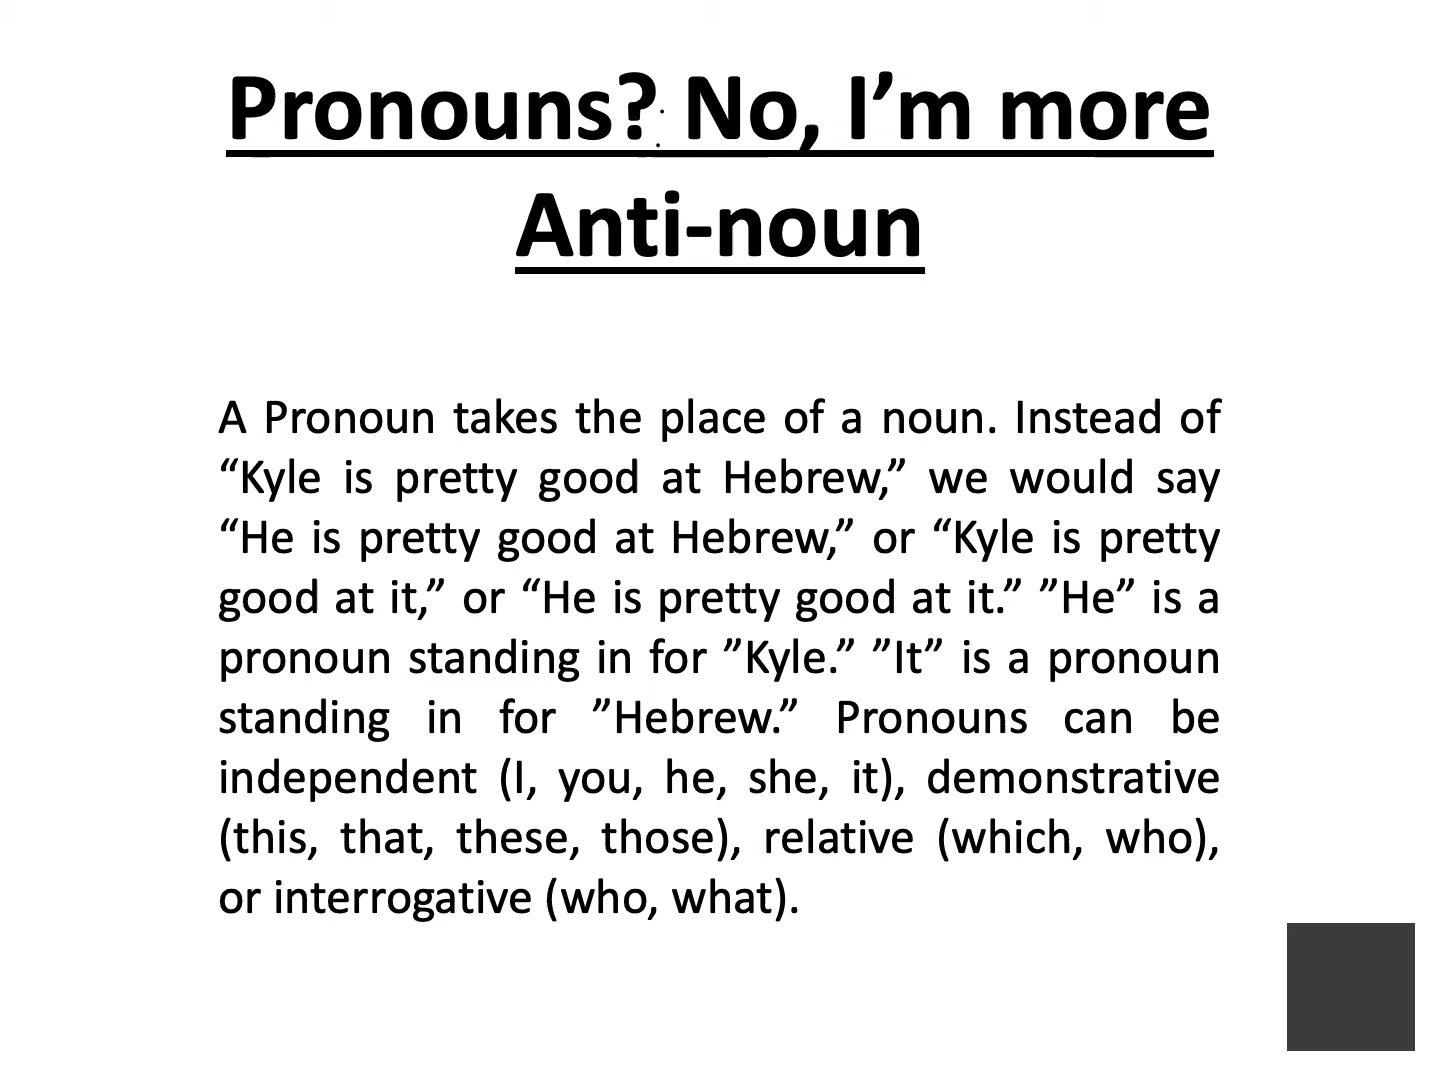 Pronouns? No, I’m more
Anti-noun
A Pronoun takes the place of a noun. Instead of
“Kyle is pretty good at Hebrew,” we would say
“He is pretty good at Hebrew,” or “Kyle is pretty
good at it,” or “He is pretty good at it.” ”He” is a
pronoun standing in for ”Kyle.” ”It” is a pronoun
standing in for ”Hebrew.” Pronouns can be
independent (I, you, he, she, it), demonstrative
(this, that, these, those), relative (which, who),
or interrogative (who, what).